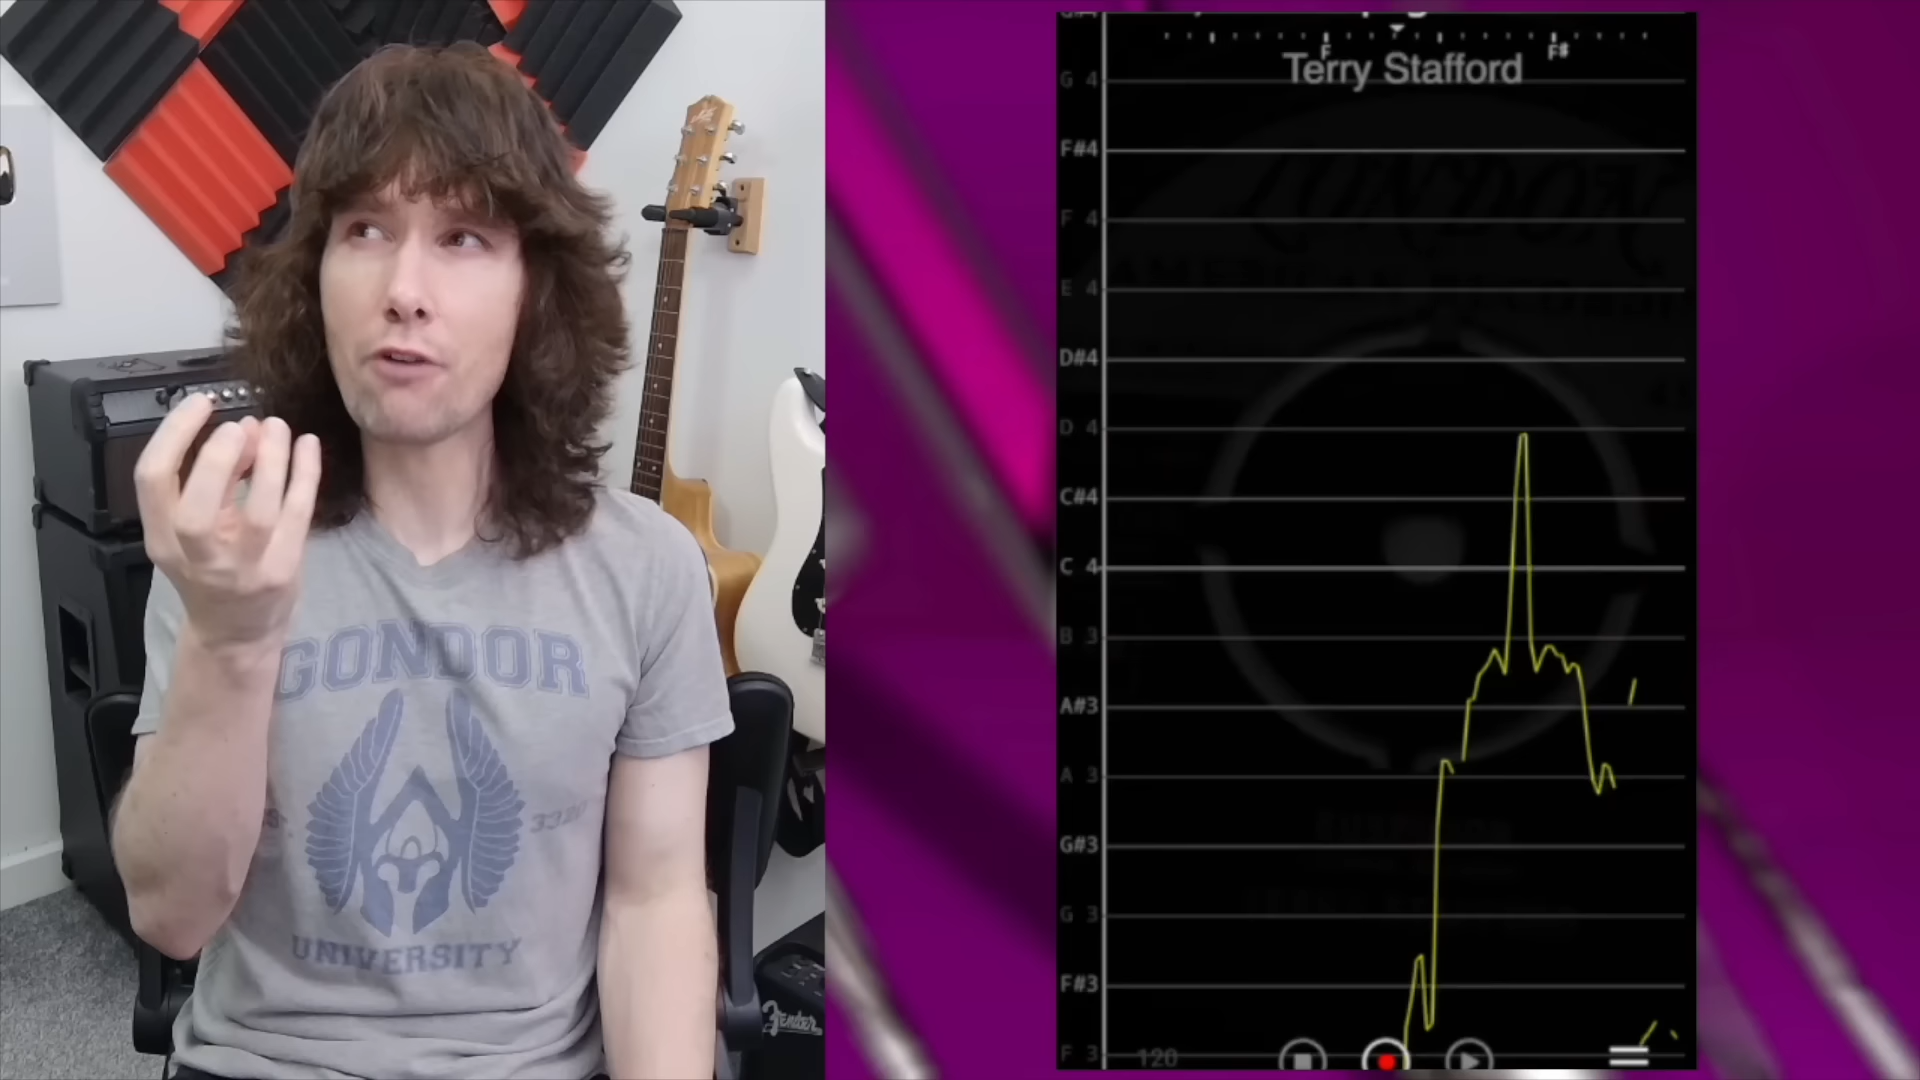 F F#
Terry Stafford
G 4
F#4
F 4
E 4
D#4
D 4
C#4
C 4
B 3
A#3
A 3
G#3
G 3
F#3
F 3
120
GONDOR
3320
UNIVERSITY
Fender